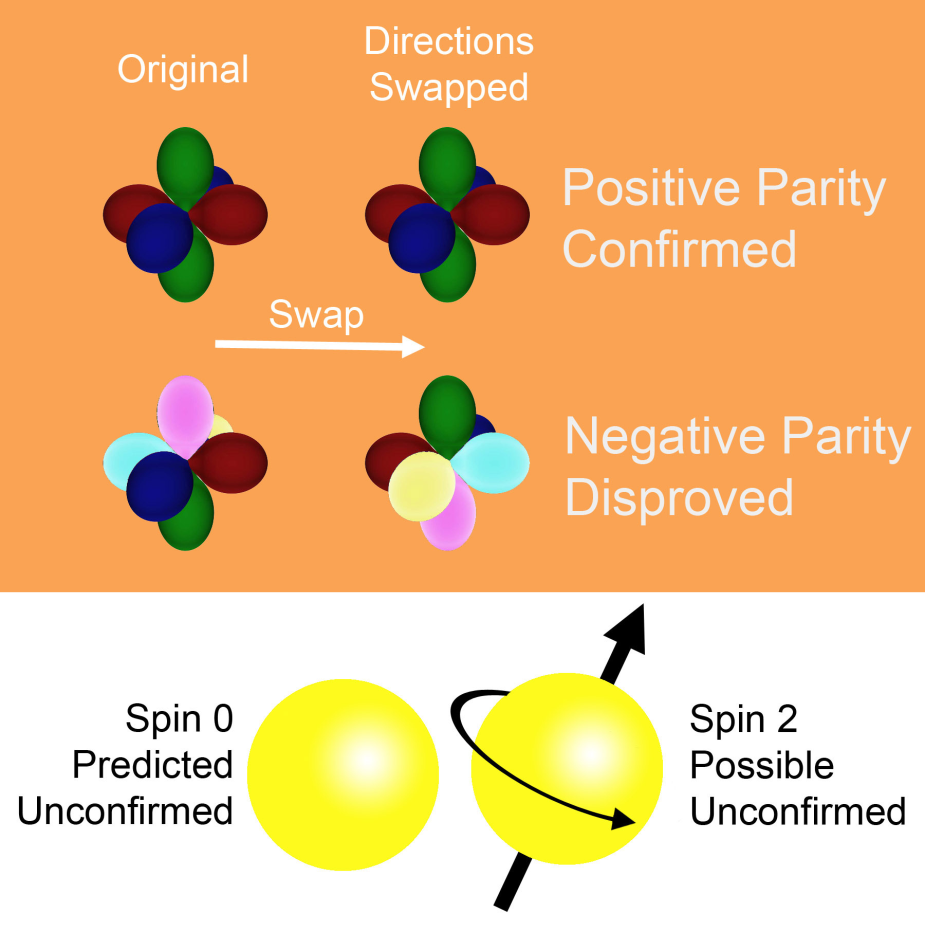 Original
Directions
Swapped
Positive Parity
Confirmed
Swap
Negative Parity
Disproved
Spin 0
Predicted
Unconfirmed
Spin 2
Possible
Unconfirmed